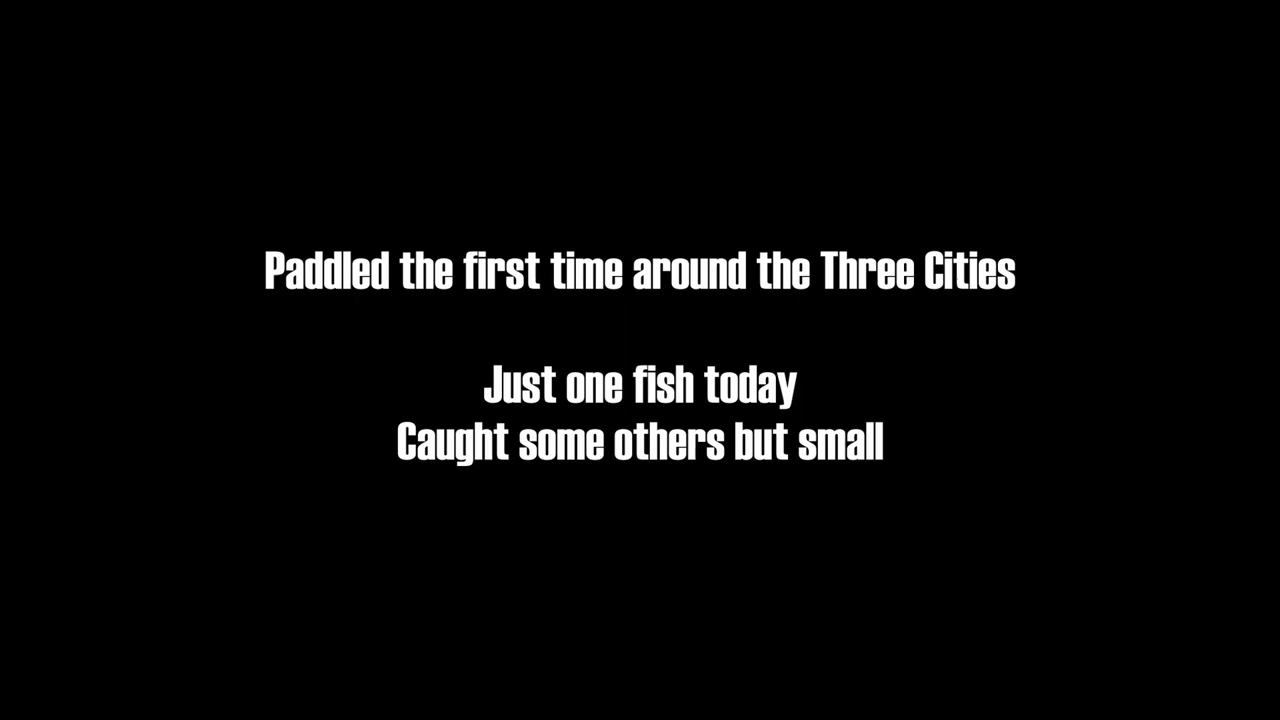 Paddled the first time around the Three Cities
Just one fish today
Caught some others but small